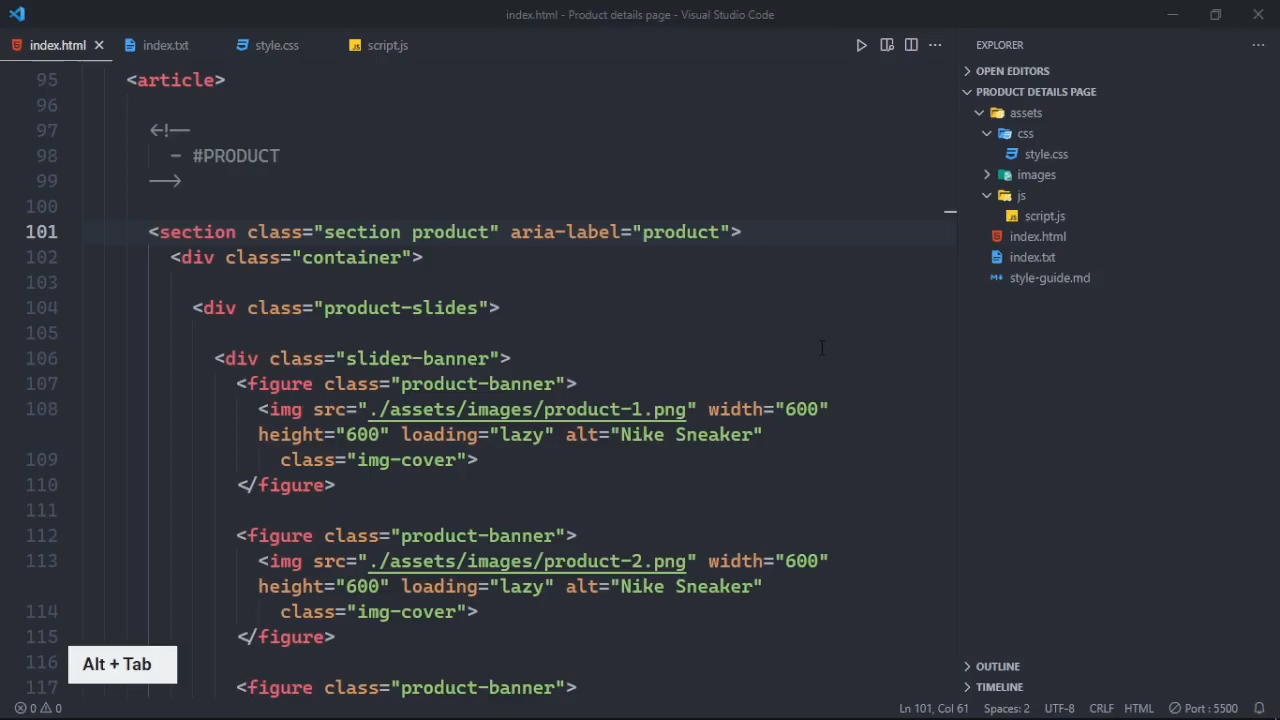 index.html - Product details page - Visual Studio Code
index.html
index.txt
style.css
script.js
95 <article>
96
97 <!--
98 - #PRODUCT
99 -->
100
101 <section class="section product" aria-label="product">
102 <div class="container">
103
104 <div class="product-slides">
105
106 <div class="slider-banner">
107 <figure class="product-banner">
108 <img src="./assets/images/product-1.png" width="600"
height="600" loading="lazy" alt="Nike Sneaker"
109 class="img-cover">
110 </figure>
111
112 <figure class="product-banner">
113 <img src="./assets/images/product-2.png" width="600"
height="600" loading="lazy" alt="Nike Sneaker"
114 class="img-cover">
115 </figure>
116
117 <figure class="product-banner">
Alt + Tab
EXPLORER
OPEN EDITORS
PRODUCT DETAILS PAGE
assets
css
style.css
images
js
script.js
index.html
index.txt
style-guide.md
OUTLINE
TIMELINE
0 0
Ln 101, Col 61
Spaces: 2
UTF-8
CRLF
HTML
Port : 5500